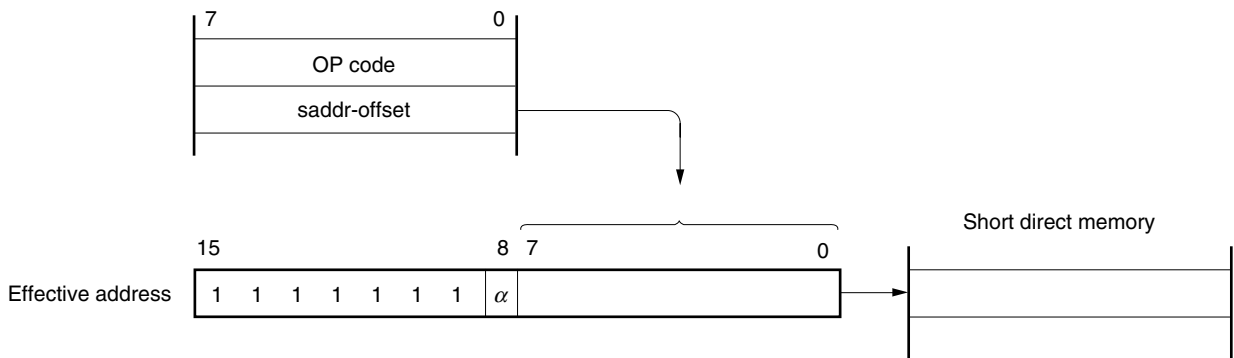 7 0
OP code
saddr-offset
Short direct memory
15 8 7 0
Effective address 1 1 1 1 1 1 1 α